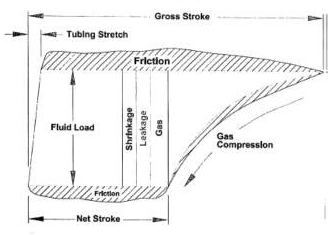 Gross Stroke
Tubing Stretch
Friction
Fluid Load
Shrinkage
Leakage
Gas
Gas
Compression
Friction
Net Stroke